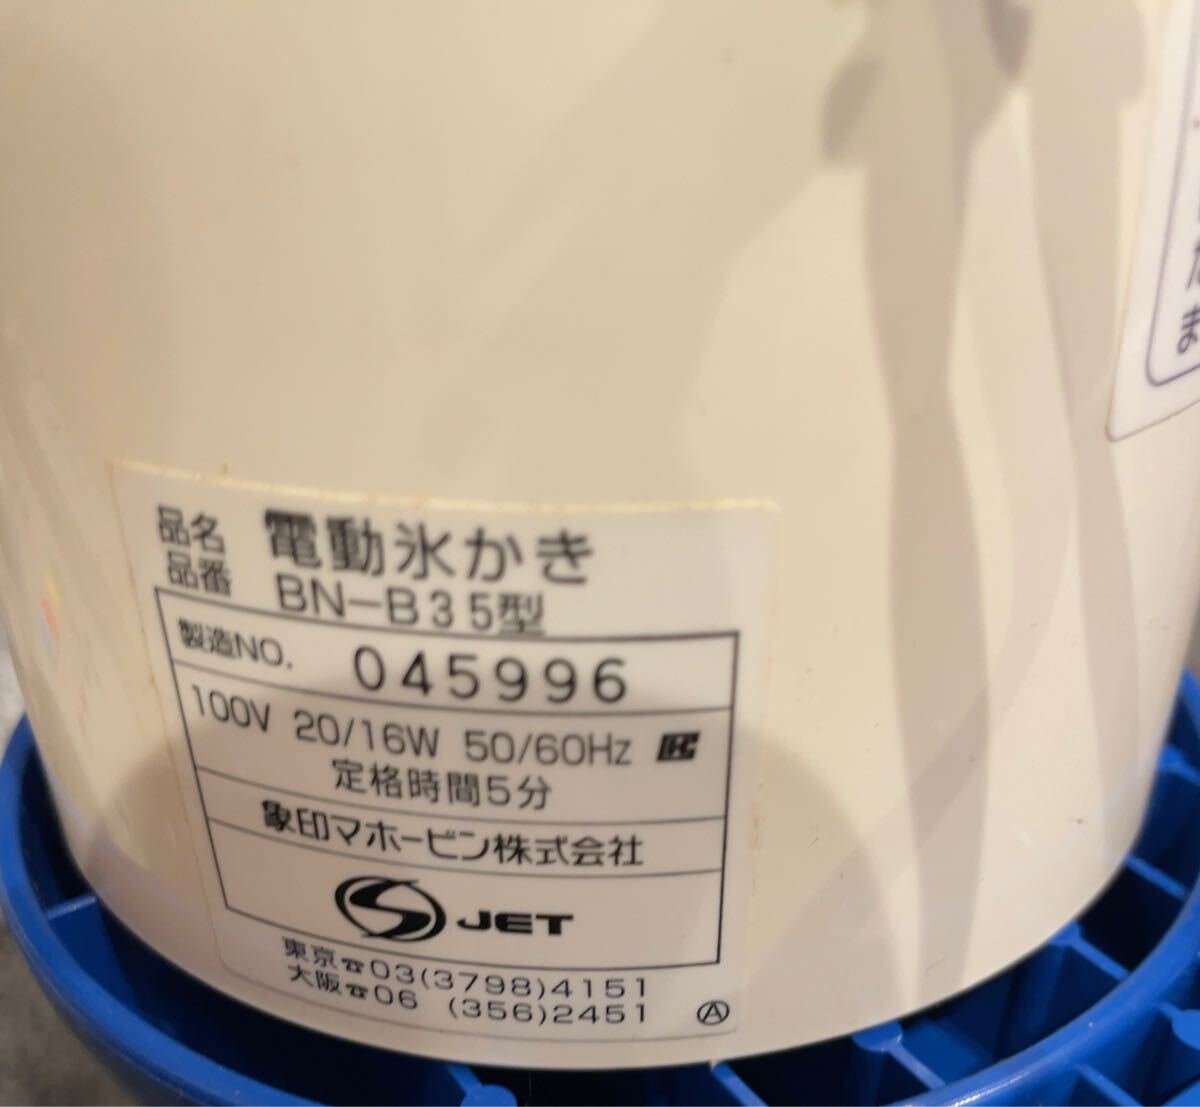 品名 電動氷かき
品番 BN-B35型
製造NO. 045996
100V 20/16W 50/60Hz
定格時間5分
象印マホービン株式会社
S JET
東京☎03(3798)4151
大阪☎06 (356)2451 Ⓐ
ま